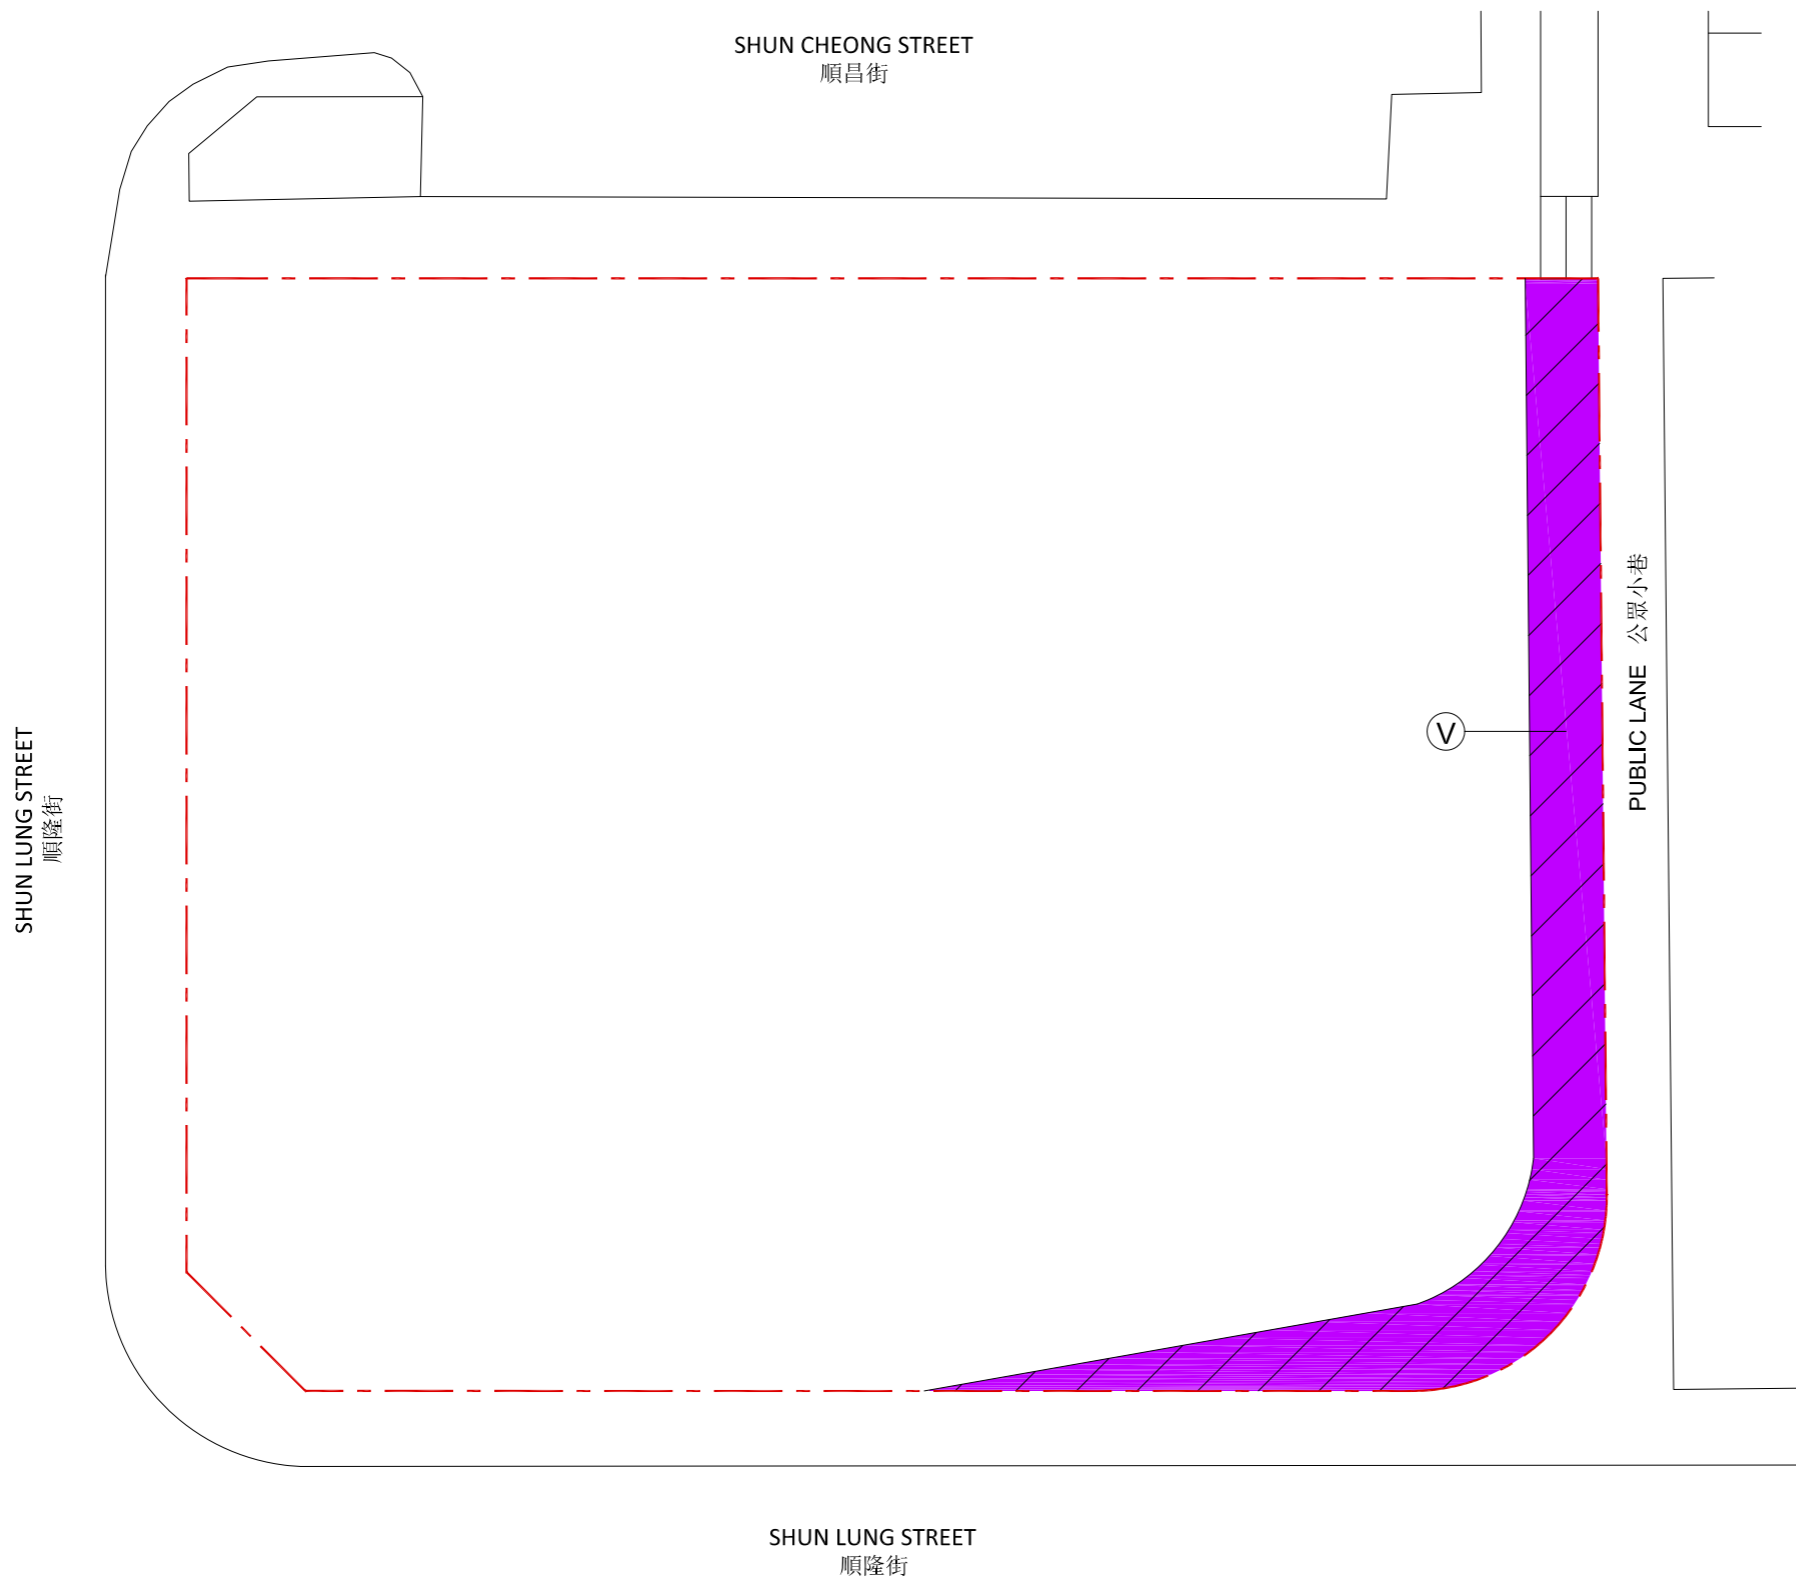 SHUN CHEONG STREET
順昌街
SHUN LUNG STREET
順隆街
V
PUBLIC LANE 公眾小巷
SHUN LUNG STREET
順隆街